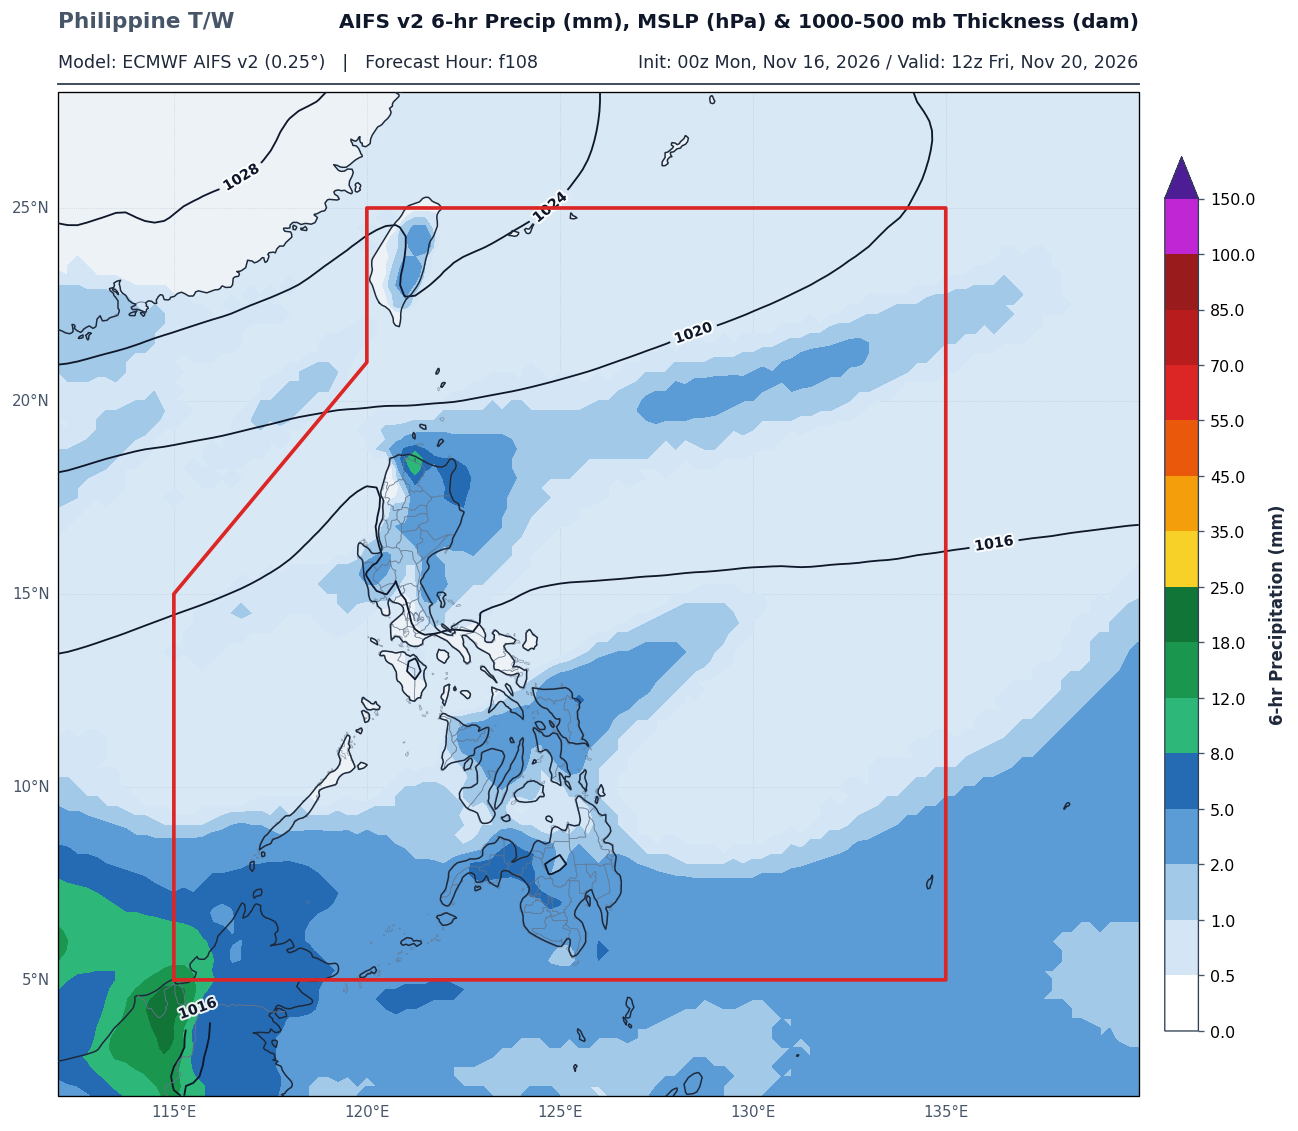 Philippine T/W
AIFS v2 6-hr Precip (mm), MSLP (hPa) & 1000-500 mb Thickness (dam)
Model: ECMWF AIFS v2 (0.25°) | Forecast Hour: f108
Init: 00z Mon, Nov 16, 2026 / Valid: 12z Fri, Nov 20, 2026
1028
1024
1020
1016
1016
25°N
20°N
15°N
10°N
5°N
115°E
120°E
125°E
130°E
135°E
150.0
100.0
85.0
70.0
55.0
45.0
35.0
25.0
18.0
12.0
8.0
5.0
2.0
1.0
0.5
0.0
6-hr Precipitation (mm)